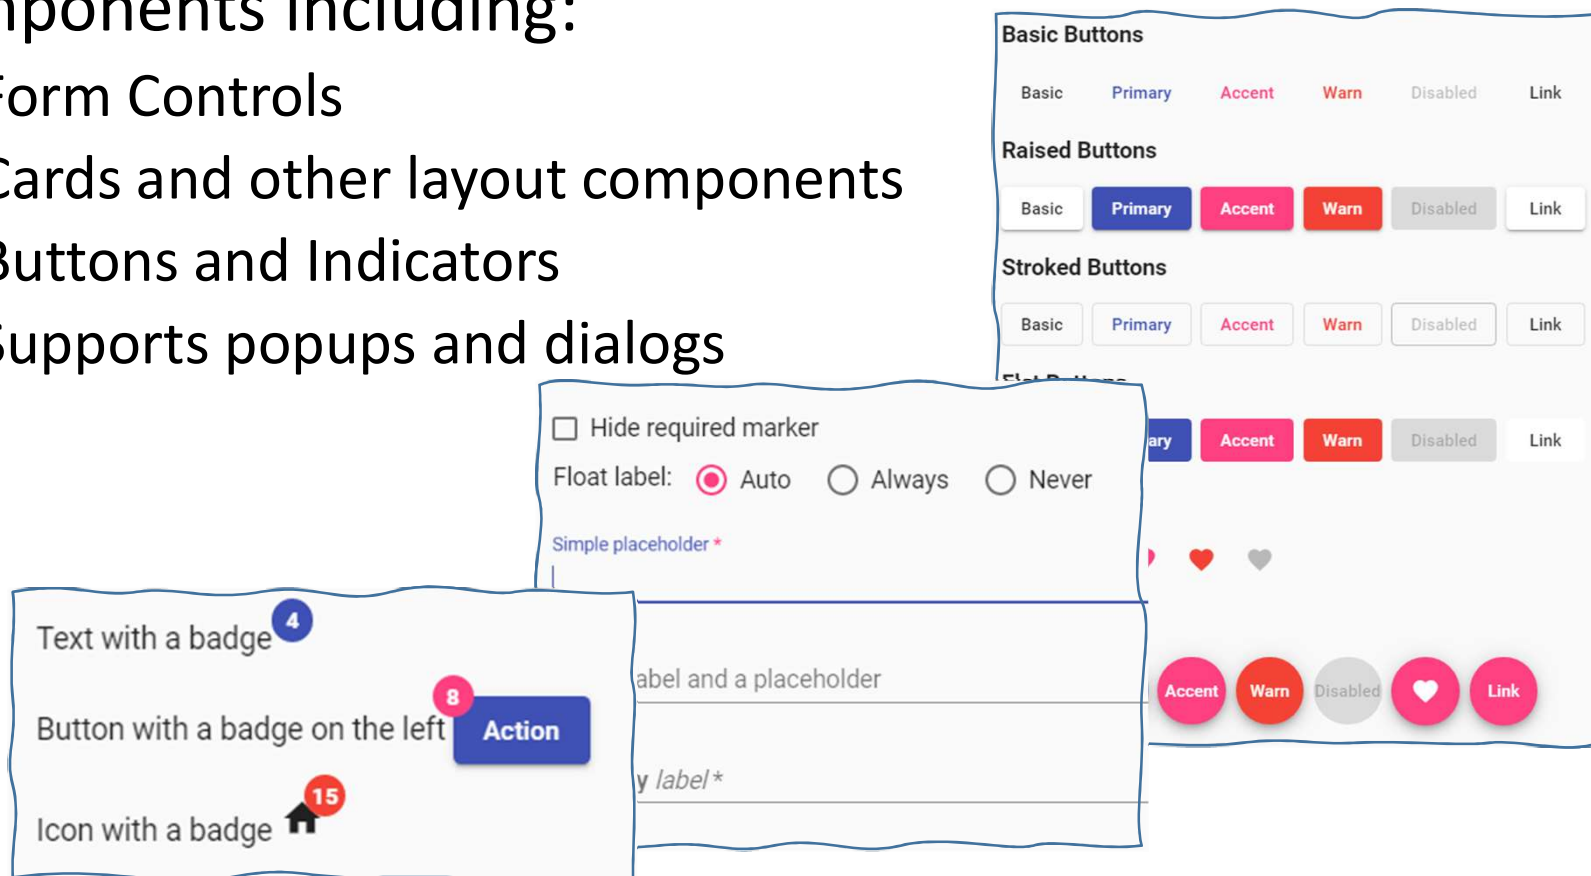 including:
Form Controls
Cards and other layout components
Buttons and Indicators
Supports popups and dialogs
Basic Buttons
Basic Primary Accent Warn Disabled Link
Raised Buttons
Basic Primary Accent Warn Disabled Link
Stroked Buttons
Basic Primary Accent Warn Disabled Link
Accent Warn Disabled Link
Accent Warn Disabled Link
Hide required marker
Float label: Auto Always Never
Simple placeholder *
and a placeholder
label *
Text with a badge 4
8
Button with a badge on the left Action
15
Icon with a badge